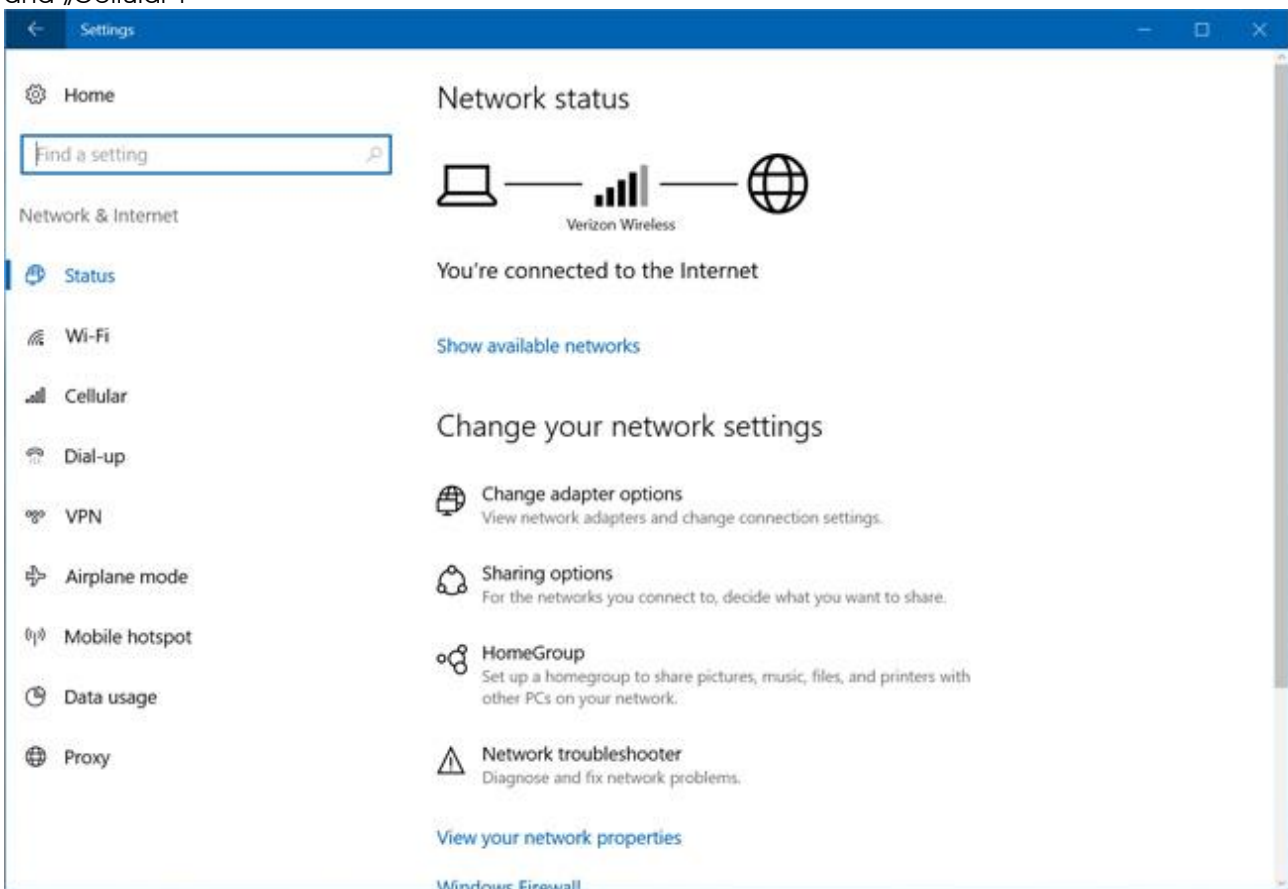 and „Cellular".
Settings
Home
Find a setting
Network & Internet
Status
Wi-Fi
Cellular
Dial-up
VPN
Airplane mode
Mobile hotspot
Data usage
Proxy
Network status
Verizon Wireless
You're connected to the Internet
Show available networks
Change your network settings
Change adapter options
View network adapters and change connection settings.
Sharing options
For the networks you connect to, decide what you want to share.
HomeGroup
Set up a homegroup to share pictures, music, files, and printers with
other PCs on your network.
Network troubleshooter
Diagnose and fix network problems.
View your network properties
Windows Firewall